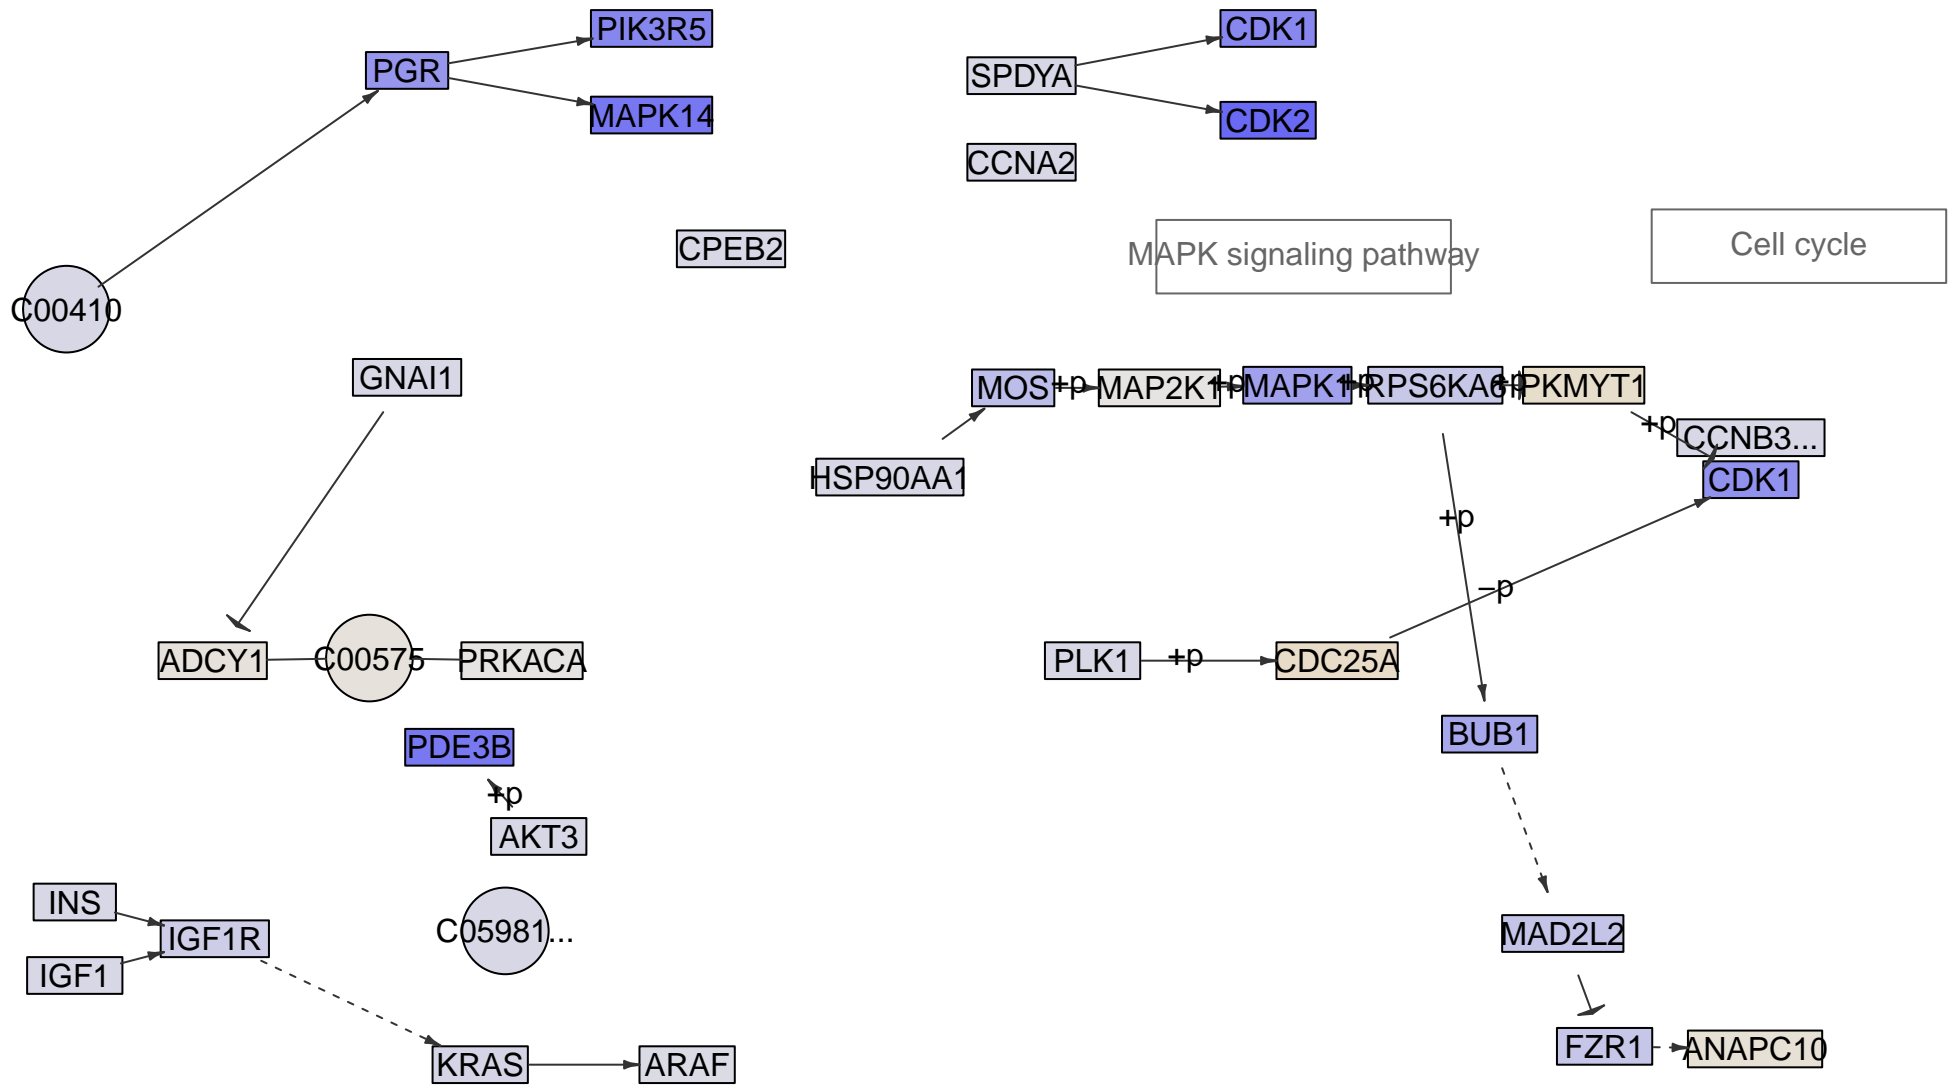 PIK3R5
CDK1
PGR
SPDYA
MAPK14
CDK2
CCNA2
CPEB2
MAPK signaling pathway
Cell cycle
C00410
GNAI1
MOS
+p
MAP2K1
+p
MAPK1
+p
RPS6KA6
+p
PKMYT1
+p
CCNB3...
HSP90AA1
CDK1
+p
–p
ADCY1
C00575
PRKACA
PLK1
+p
CDC25A
BUB1
PDE3B
+p
AKT3
INS
IGF1R
C05981...
MAD2L2
IGF1
KRAS
ARAF
FZR1
ANAPC10